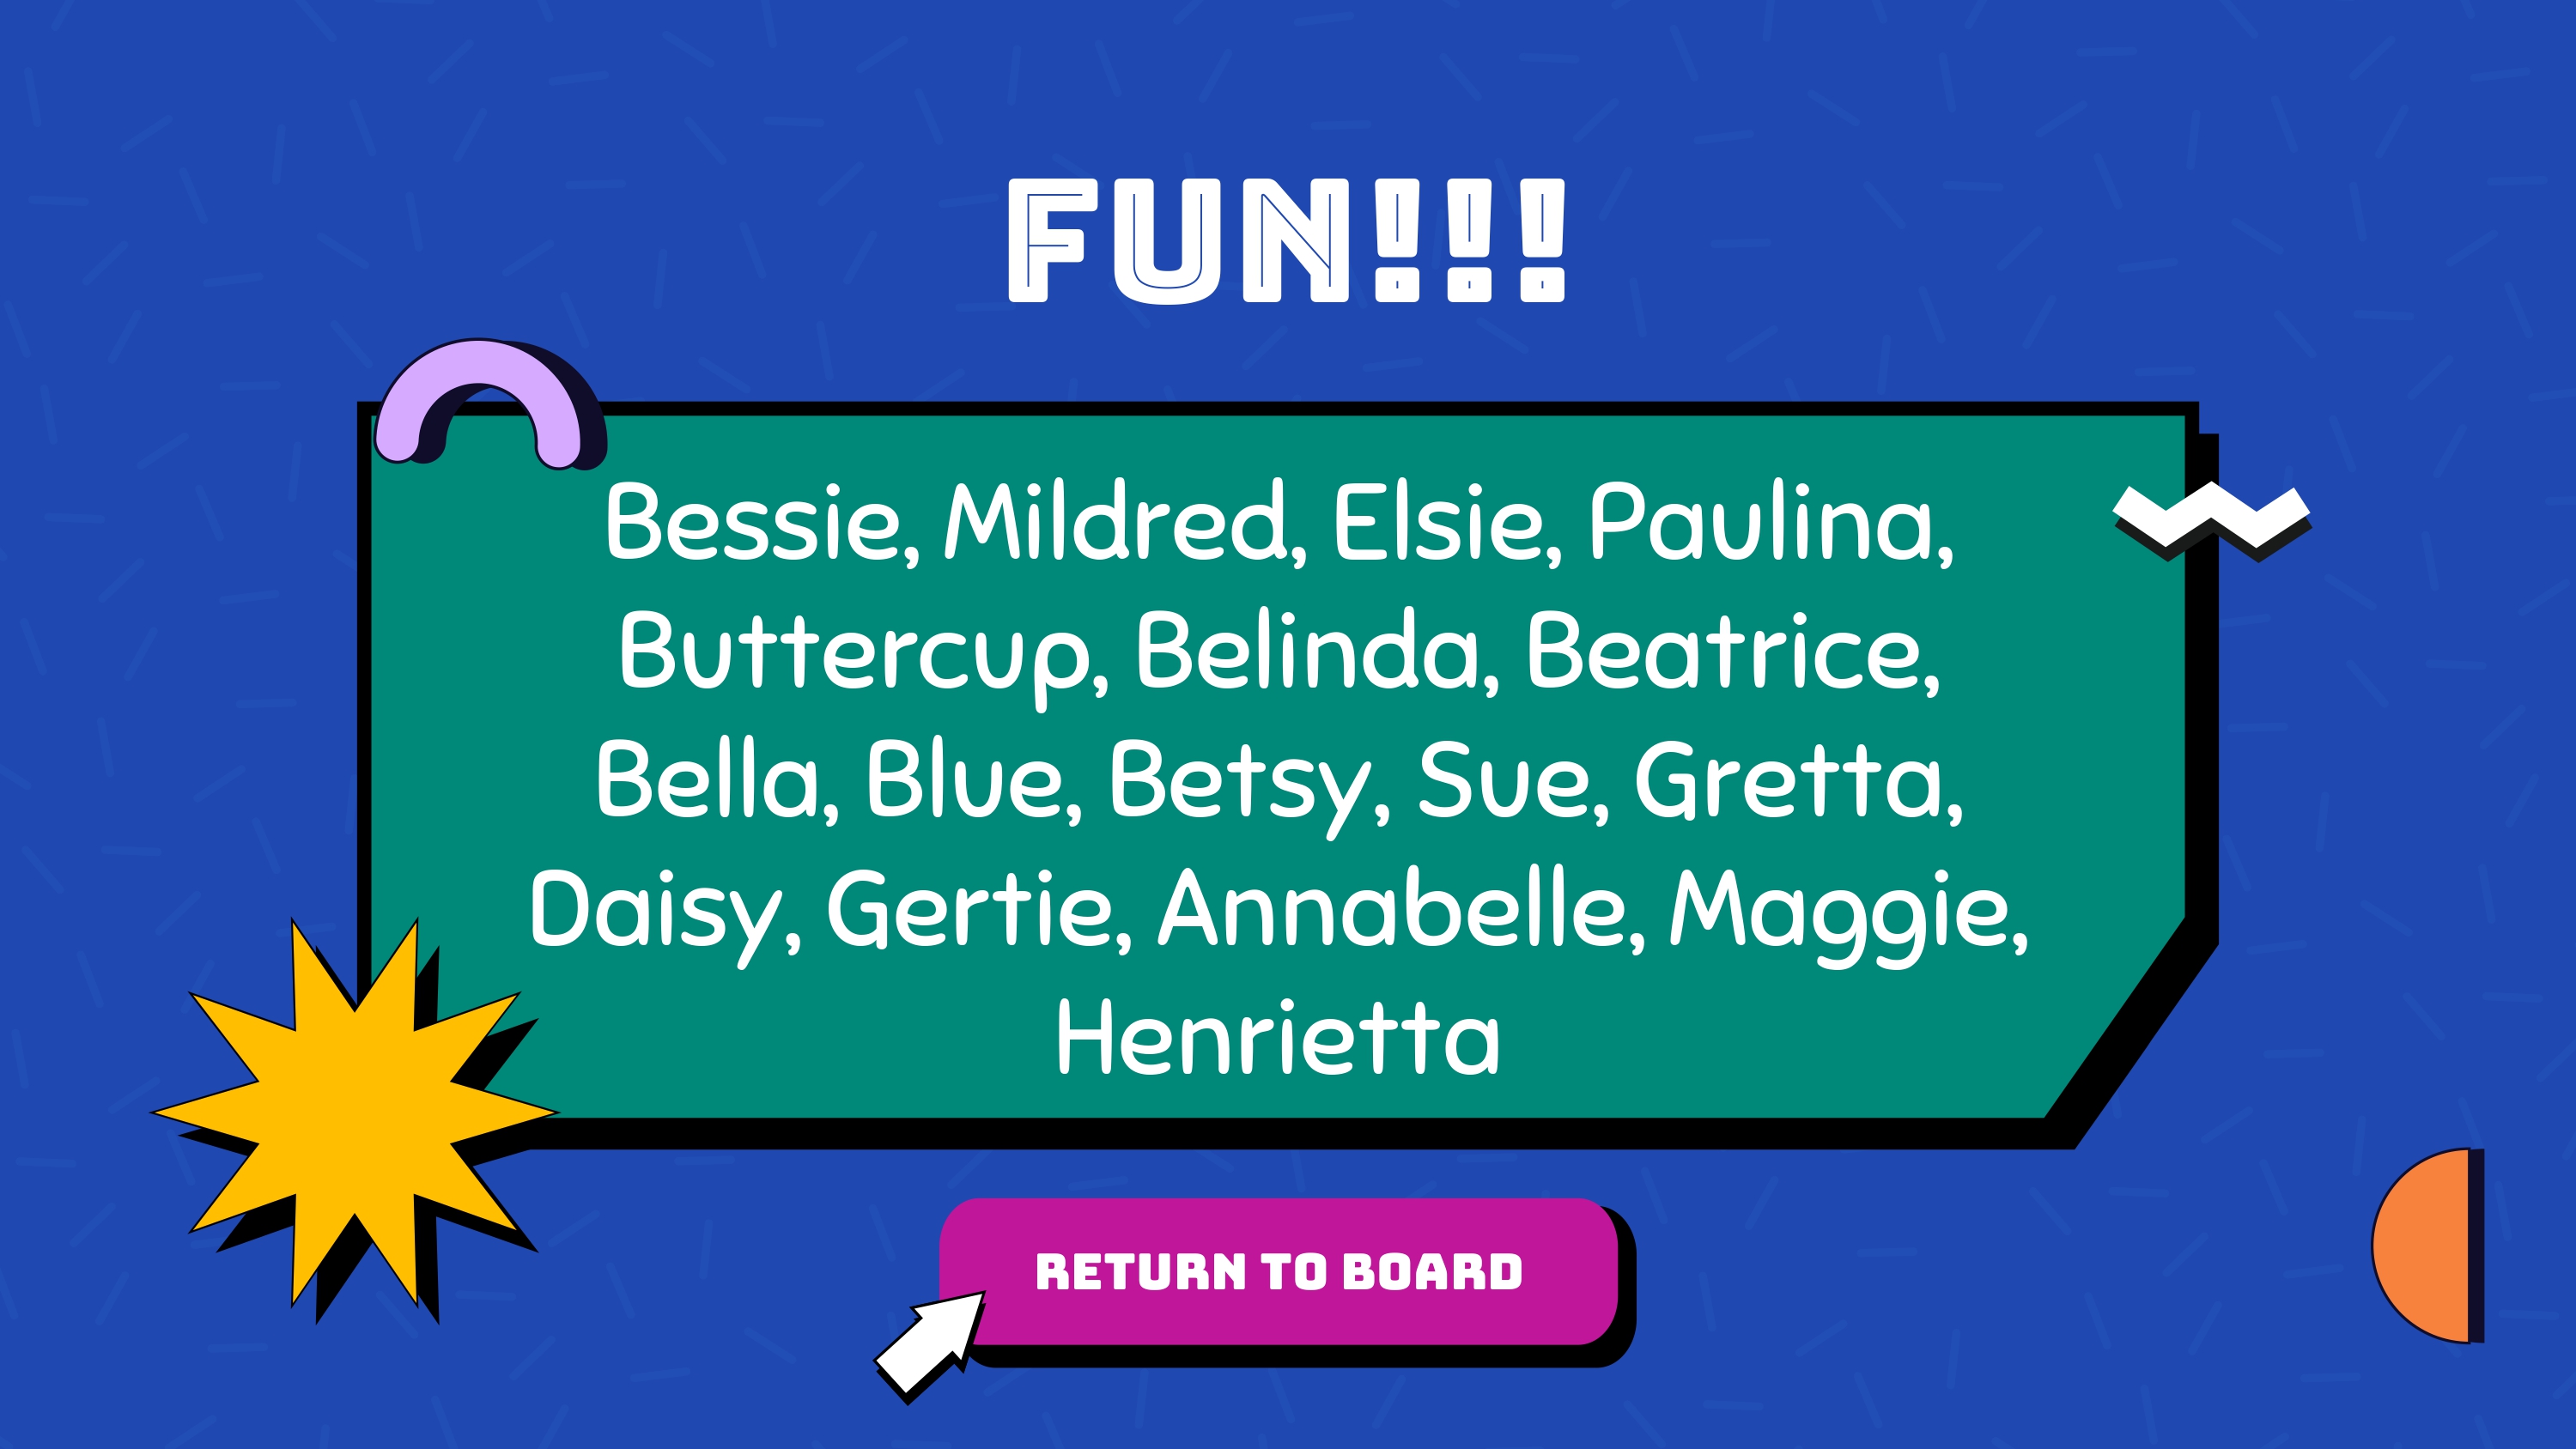 FUN!!!
Bessie, Mildred, Elsie, Paulina,
Buttercup, Belinda, Beatrice,
Bella, Blue, Betsy, Sue, Gretta,
Daisy, Gertie, Annabelle, Maggie,
Henrietta
RETURN TO BOARD